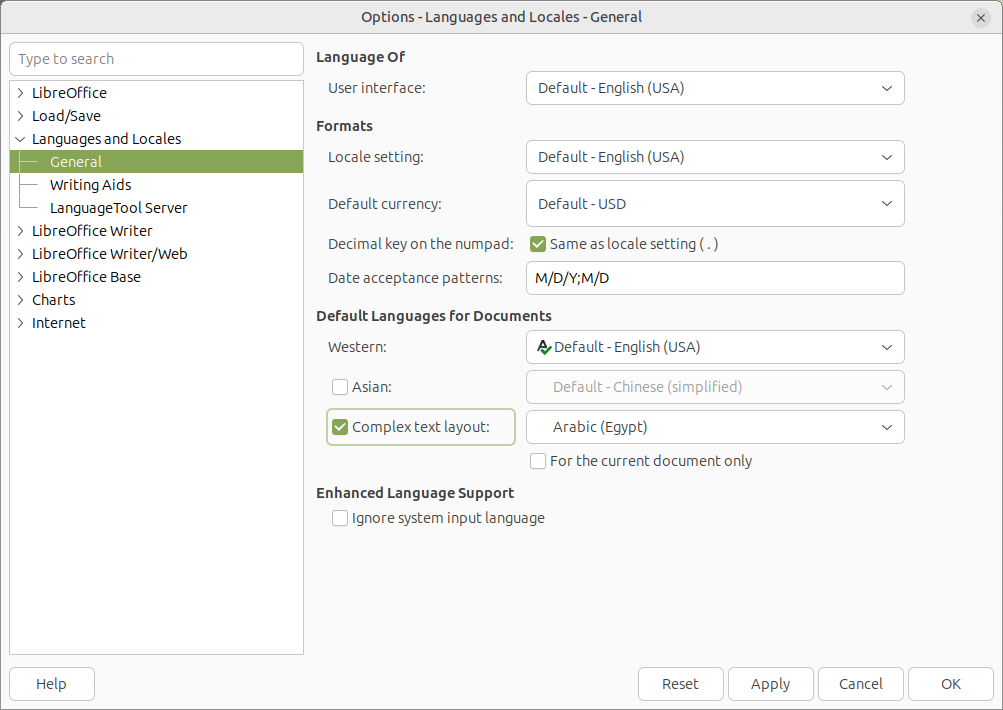 Options - Languages and Locales - General
Type to search
LibreOffice
Load/Save
Languages and Locales
General
Writing Aids
LanguageTool Server
LibreOffice Writer
LibreOffice Writer/Web
LibreOffice Base
Charts
Internet
Language Of
User interface: Default - English (USA)
Formats
Locale setting: Default - English (USA)
Default currency: Default - USD
Decimal key on the numpad: Same as locale setting ( . )
Date acceptance patterns: M/D/Y;M/D
Default Languages for Documents
Western: Default - English (USA)
Asian: Default - Chinese (simplified)
Complex text layout: Arabic (Egypt)
For the current document only
Enhanced Language Support
Ignore system input language
Help Reset Apply Cancel OK